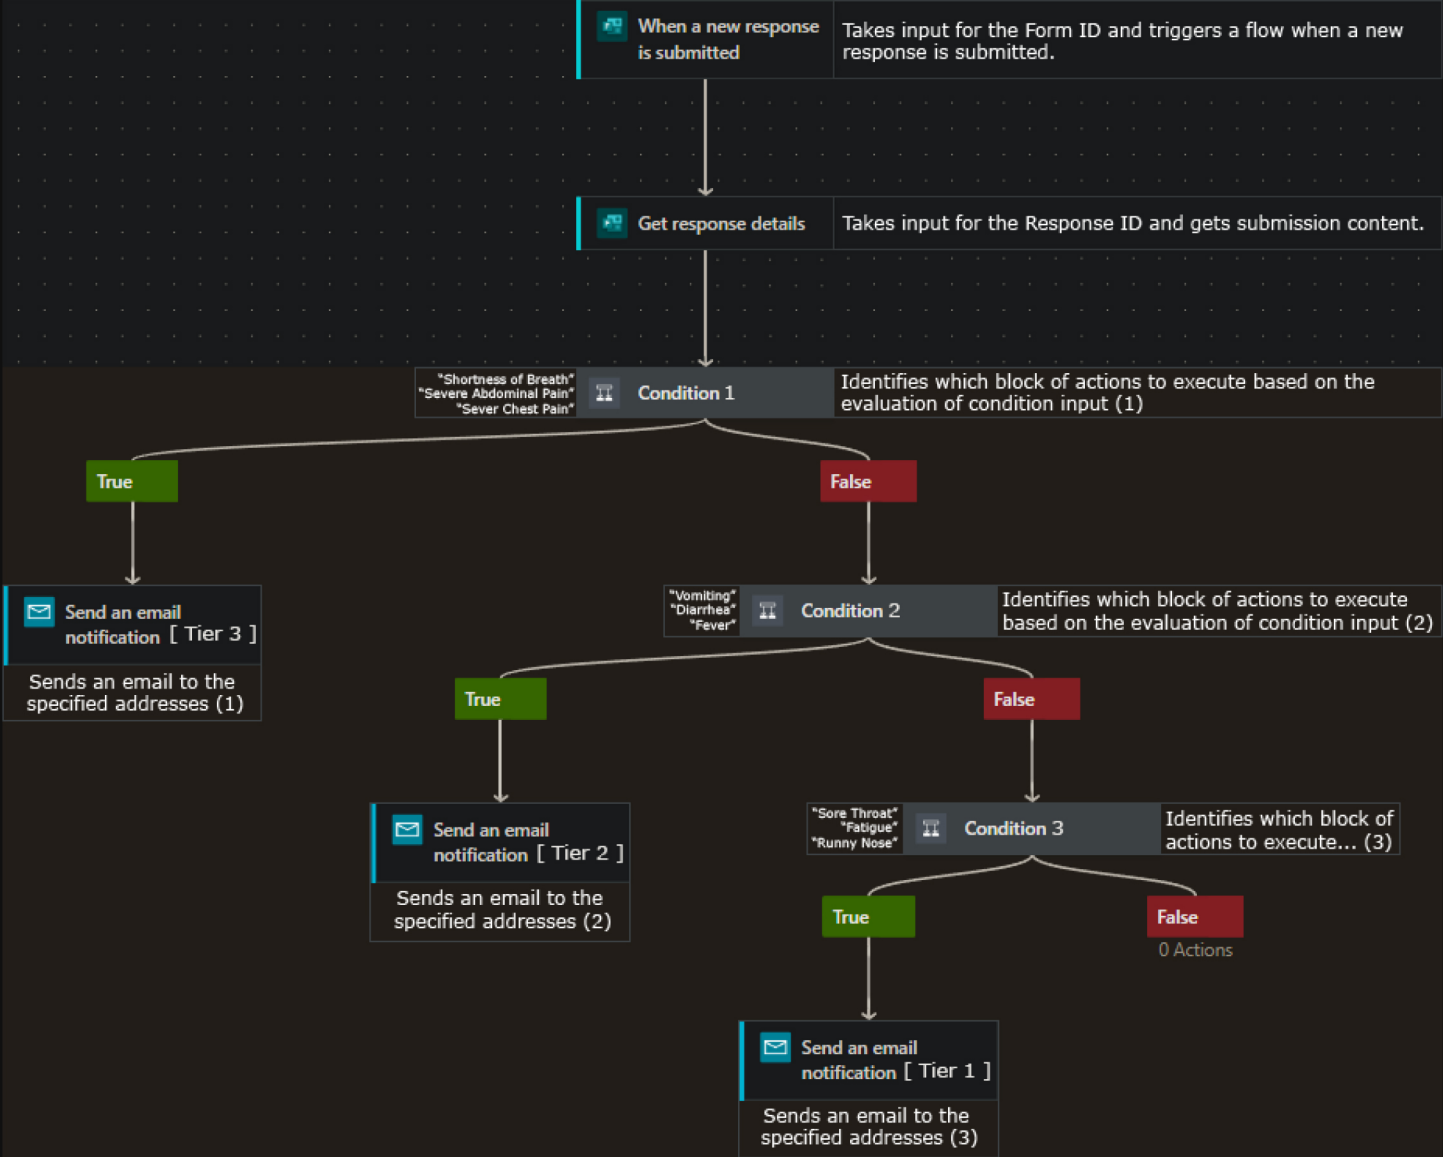 When a new response
is submitted
Takes input for the Form ID and triggers a flow when a new
response is submitted.
Get response details
Takes input for the Response ID and gets submission content.
"Shortness of Breath"
"Severe Abdominal Pain"
"Sever Chest Pain"
Condition 1
Identifies which block of actions to execute based on the
evaluation of condition input (1)
True
False
Send an email
notification [ Tier 3 ]
Sends an email to the
specified addresses (1)
"Vomiting"
"Diarrhea"
"Fever"
Condition 2
Identifies which block of actions to execute
based on the evaluation of condition input (2)
True
False
Send an email
notification [ Tier 2 ]
Sends an email to the
specified addresses (2)
"Sore Throat"
"Fatigue"
"Runny Nose"
Condition 3
Identifies which block of
actions to execute... (3)
True
False
0 Actions
Send an email
notification [ Tier 1 ]
Sends an email to the
specified addresses (3)